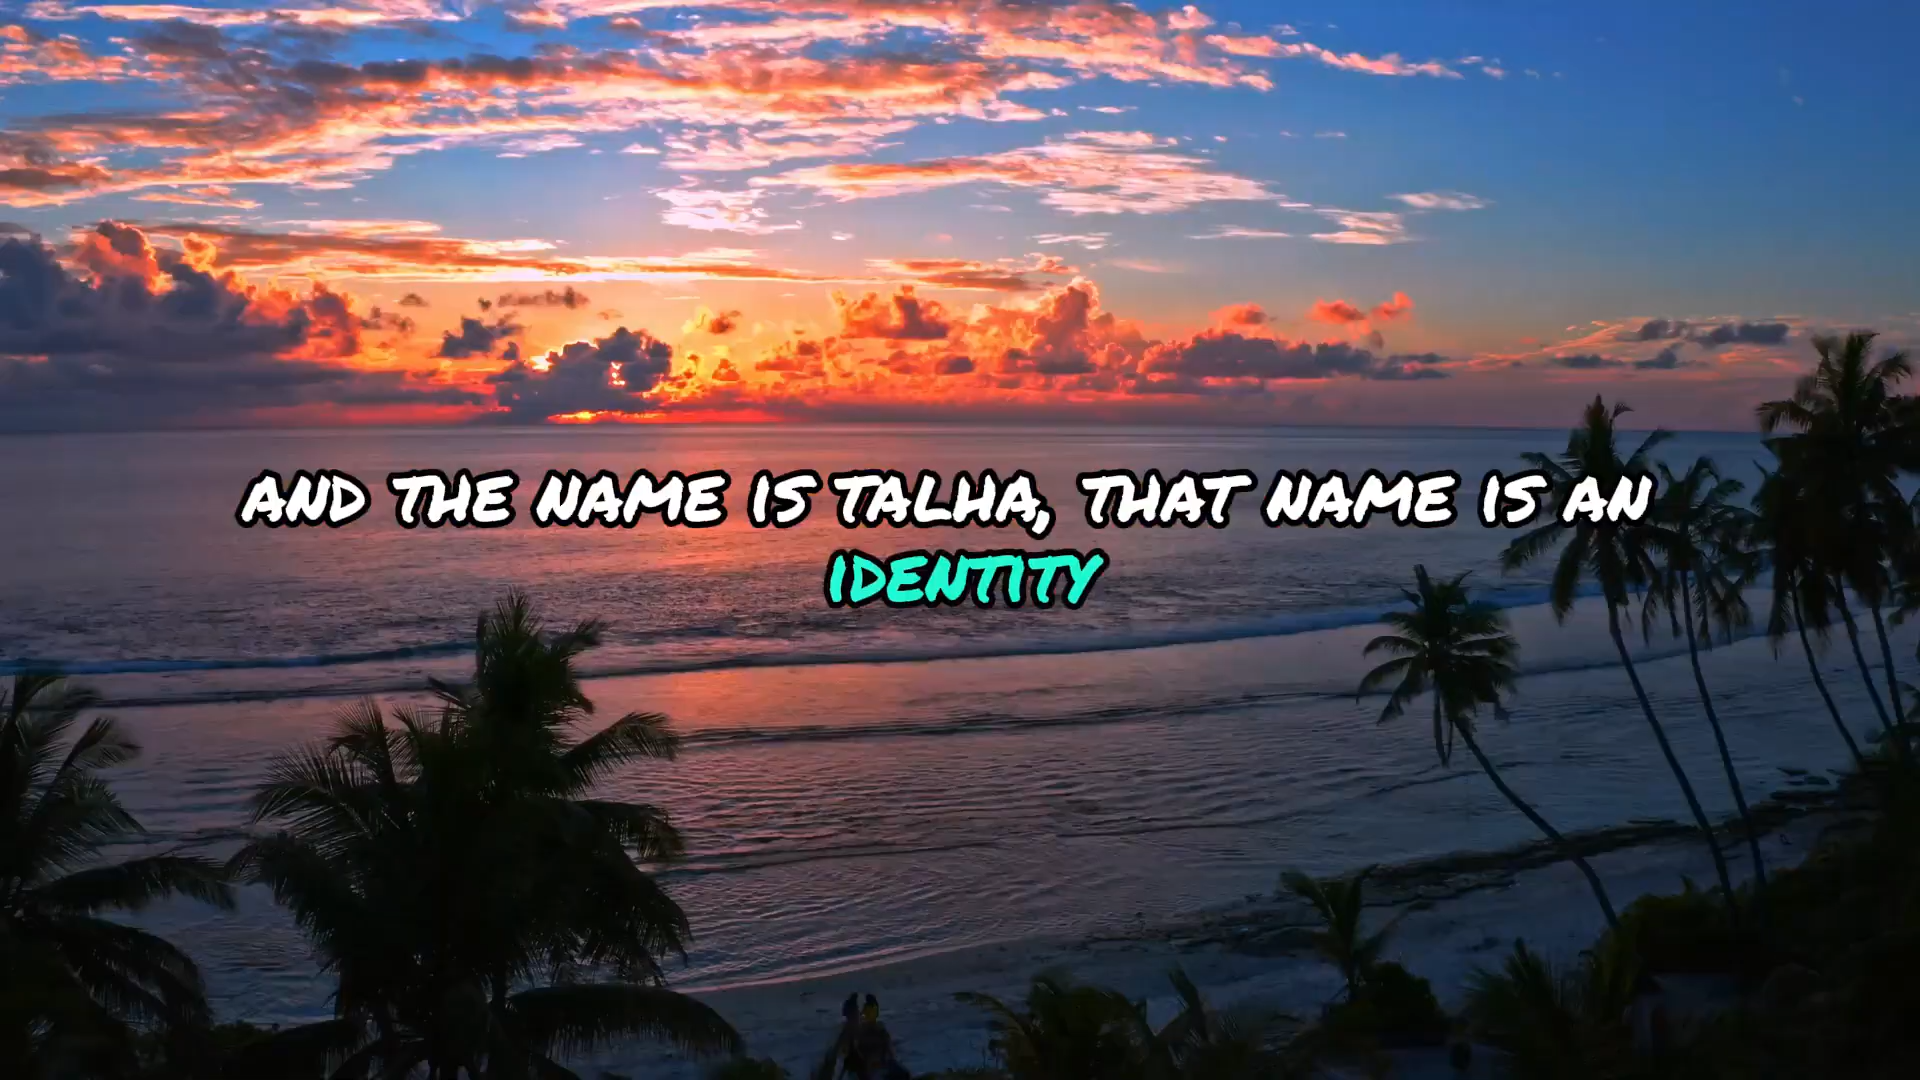 AND THE NAME IS TALHA, THAT NAME IS AN
IDENTITY